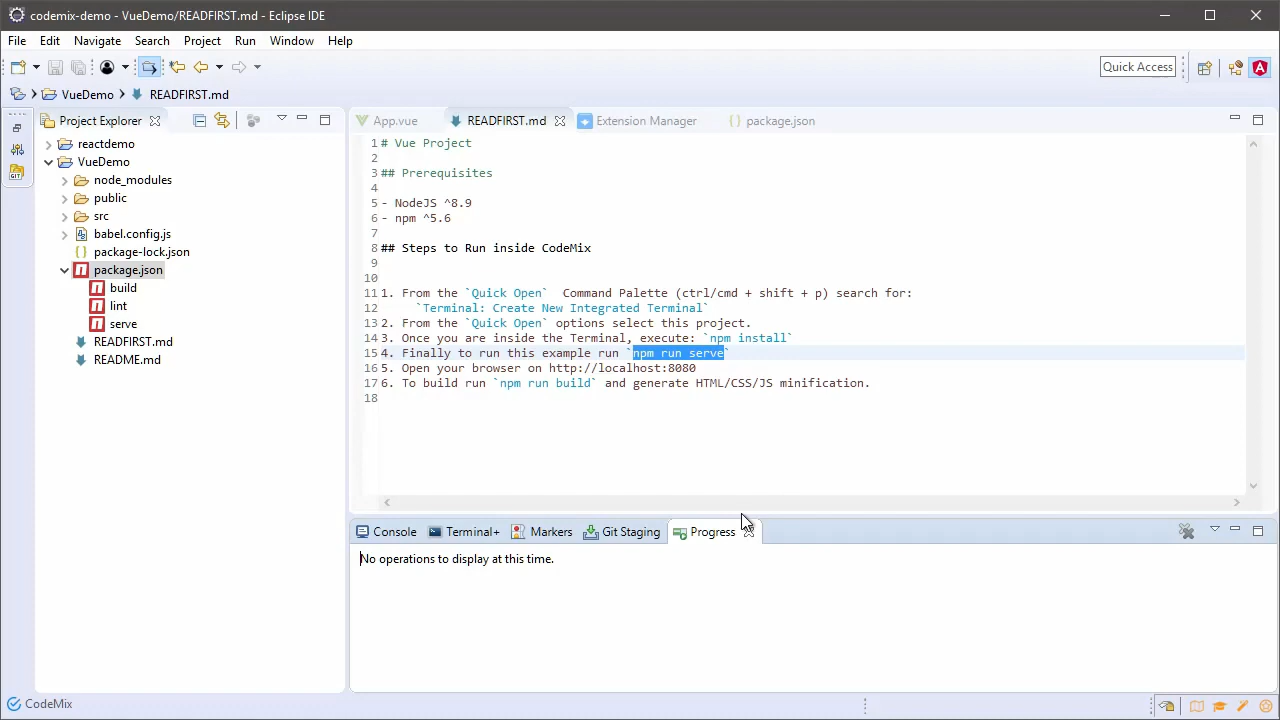 codemix-demo - VueDemo/READFIRST.md - Eclipse IDE
File Edit Navigate Search Project Run Window Help
Quick Access
VueDemo READFIRST.md
Project Explorer
reactdemo
VueDemo
node_modules
public
src
babel.config.js
package-lock.json
package.json
build
lint
serve
READFIRST.md
README.md
App.vue READFIRST.md Extension Manager package.json
1 # Vue Project
2
3 ## Prerequisites
4
5 - NodeJS ^8.9
6 - npm ^5.6
7
8 ## Steps to Run inside CodeMix
9
10
11 1. From the `Quick Open`  Command Palette (ctrl/cmd + shift + p) search for:
12 `Terminal: Create New Integrated Terminal`
13 2. From the `Quick Open` options select this project.
14 3. Once you are inside the Terminal, execute: `npm install`
15 4. Finally to run this example run `npm run serve`
16 5. Open your browser on http://localhost:8080
17 6. To build run `npm run build` and generate HTML/CSS/JS minification.
18
Console Terminal+ Markers Git Staging Progress
No operations to display at this time.
CodeMix